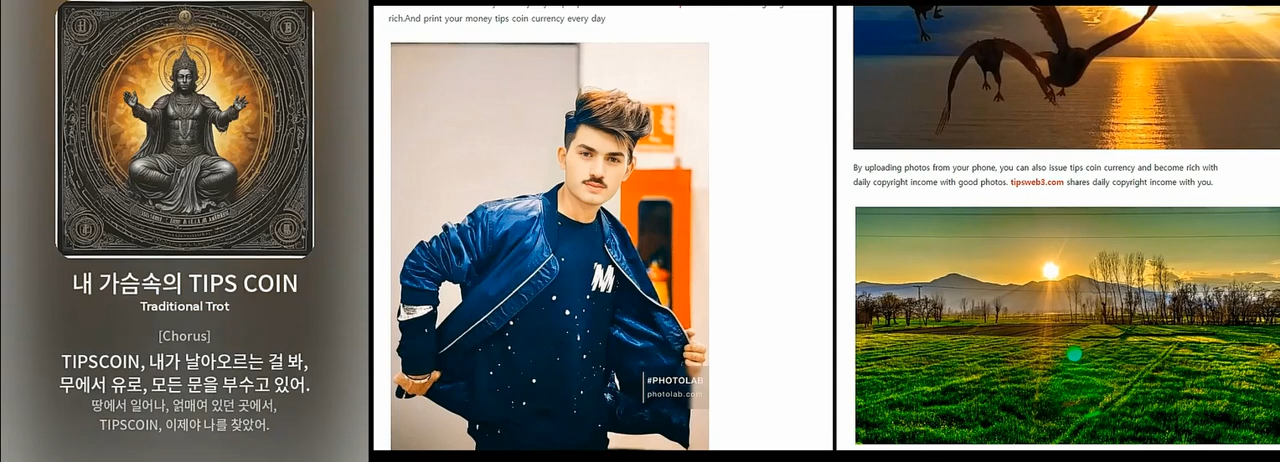 내 가슴속의 TIPS COIN
Traditional Trot
[Chorus]
TIPSCOIN, 내가 날아오르는 걸 봐,
무에서 유로, 모든 문을 부수고 있어.
땅에서 일어나, 얽매여 있던 곳에서,
TIPSCOIN, 이제야 나를 찾았어.
rich.And print your money tips coin currency every day
#PHOTOLAB
photolab.com
By uploading photos from your phone, you can also issue tips coin currency and become rich with
daily copyright income with good photos. tipsweb3.com shares daily copyright income with you.